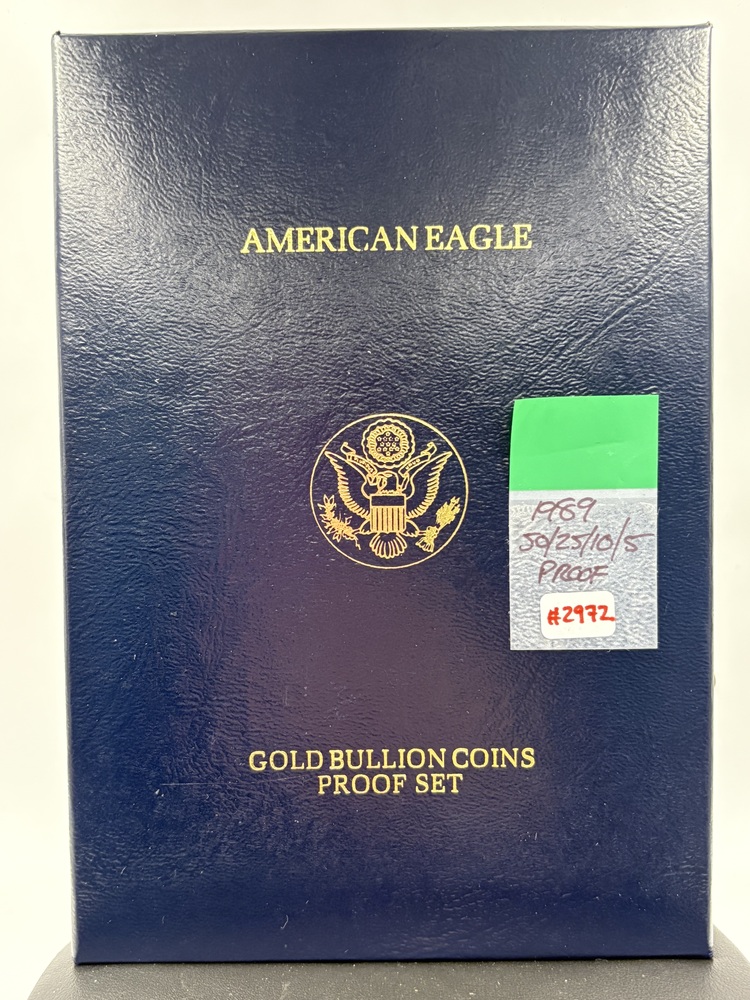 AMERICAN EAGLE
1989
50/25/10/5
PROOF
#2972
GOLD BULLION COINS
PROOF SET